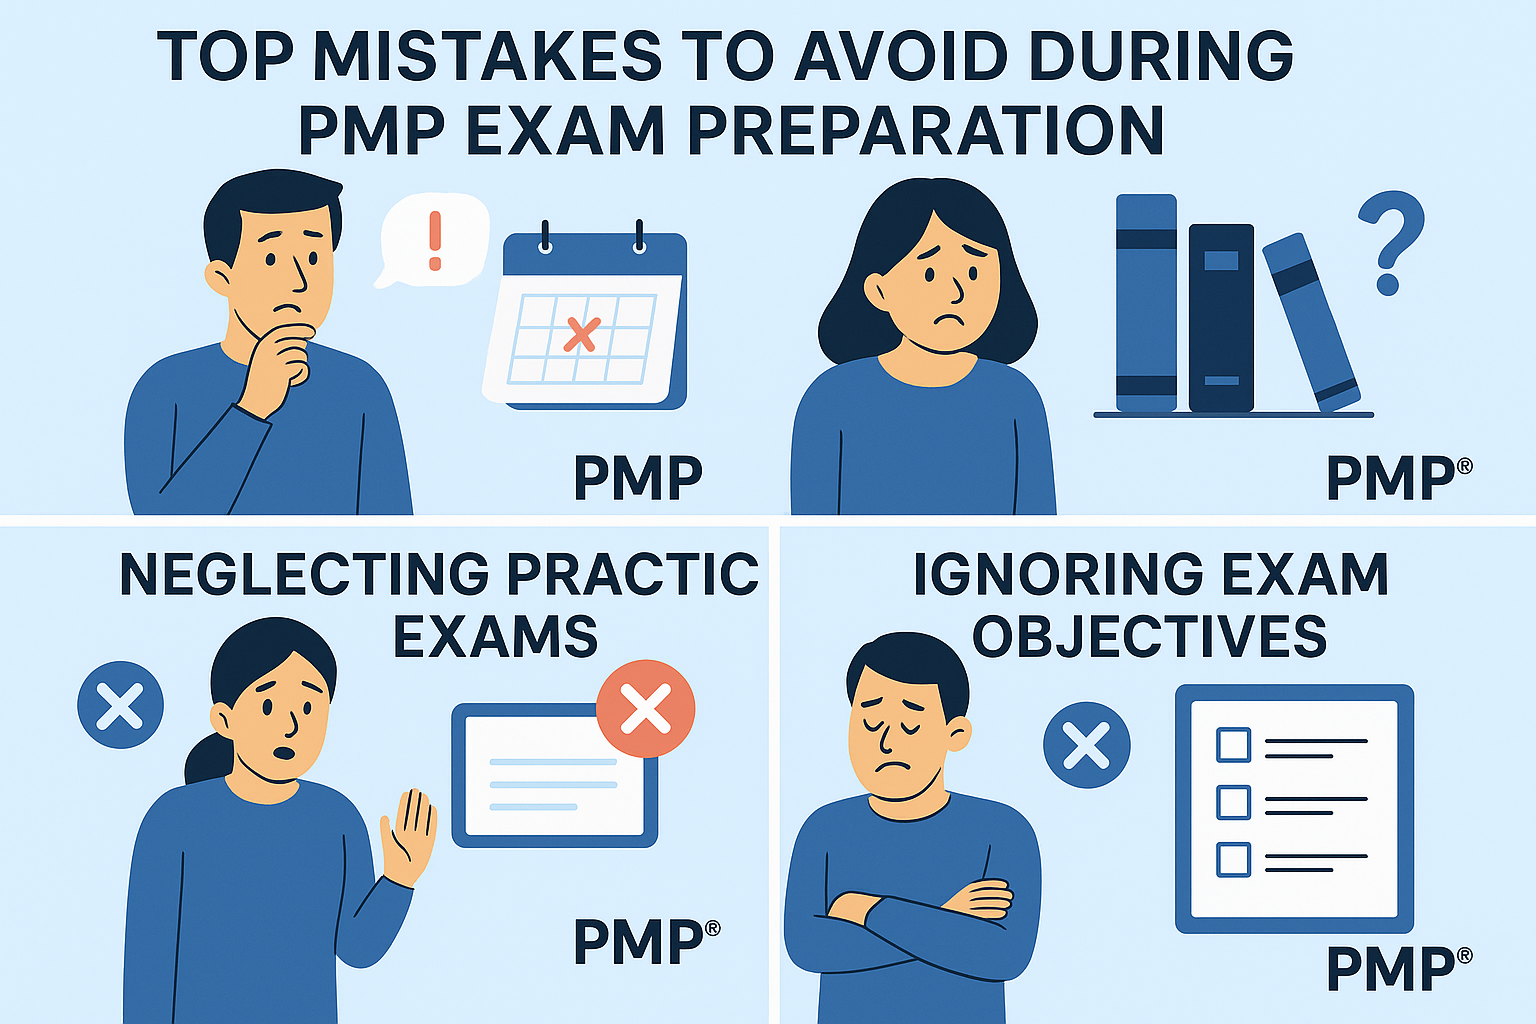 TOP MISTAKES TO AVOID DURING
PMP EXAM PREPARATION
!
?
PMP
PMP®
NEGLECTING PRACTIC
EXAMS
PMP®
IGNORING EXAM
OBJECTIVES
PMP®